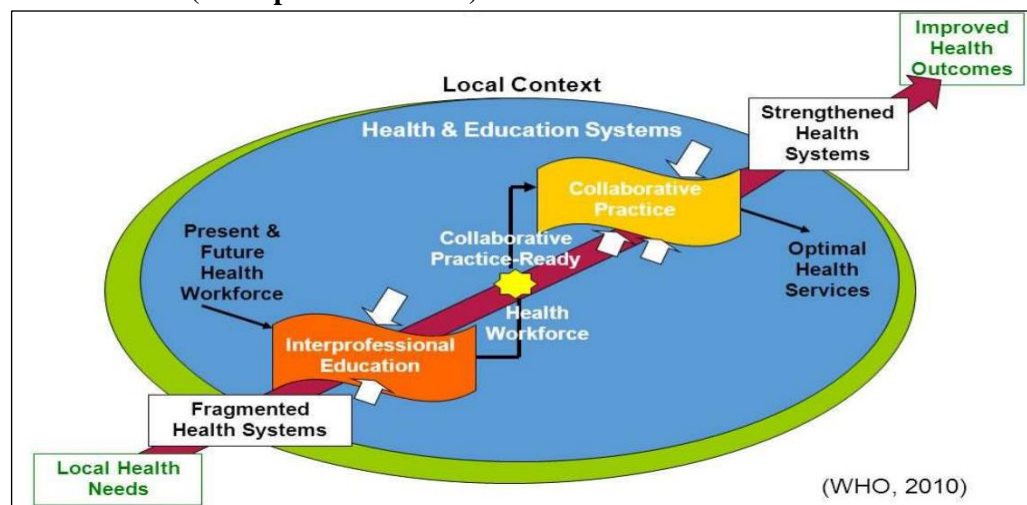 Improved
Health
Outcomes
Local Context
Health & Education Systems
Strengthened
Health
Systems
Collaborative
Practice
Present &
Future
Health
Workforce
Collaborative
Practice-Ready
Health
Workforce
Optimal
Health
Services
Interprofessional
Education
Fragmented
Health Systems
Local Health
Needs
(WHO, 2010)